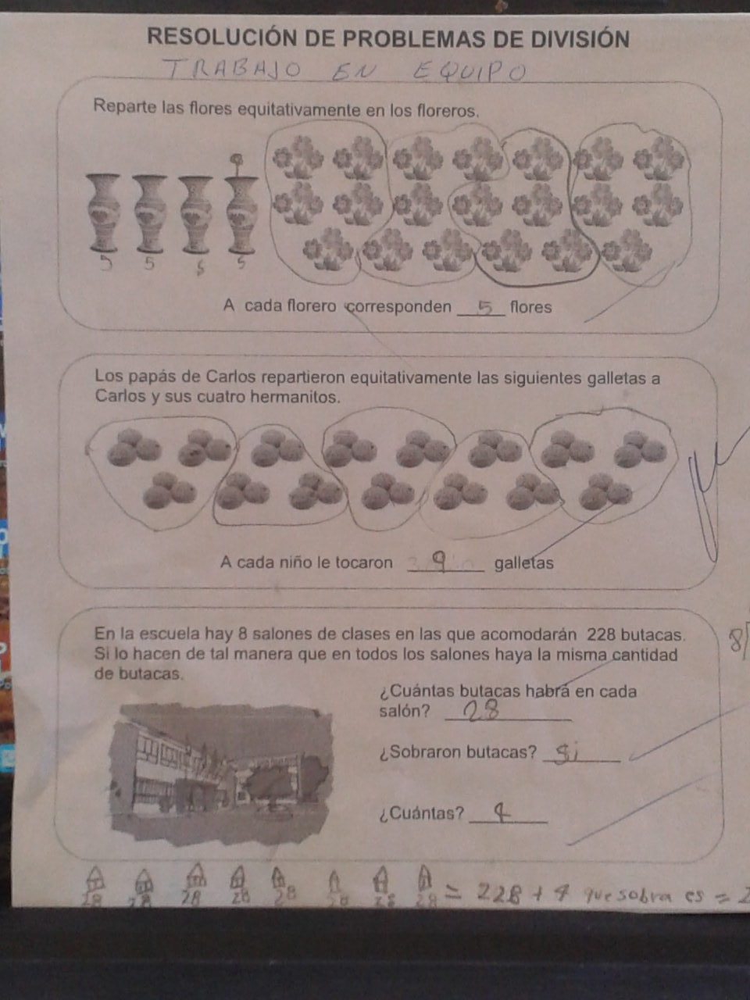 RESOLUCIÓN DE PROBLEMAS DE DIVISIÓN
TRABAJO EN EQUIPO
Reparte las flores equitativamente en los floreros.
5 5 5 5
A cada florero corresponden 5 flores
Los papás de Carlos repartieron equitativamente las siguientes galletas a
Carlos y sus cuatro hermanitos.
A cada niño le tocaron 9 galletas
En la escuela hay 8 salones de clases en las que acomodarán 228 butacas.
Si lo hacen de tal manera que en todos los salones haya la misma cantidad
de butacas.
8
¿Cuántas butacas habrá en cada
salón? 28
¿Sobraron butacas? Si
¿Cuántas? 4
28 28 28 28 28 28 28 28 = 228 + 4 que sobra es = 2